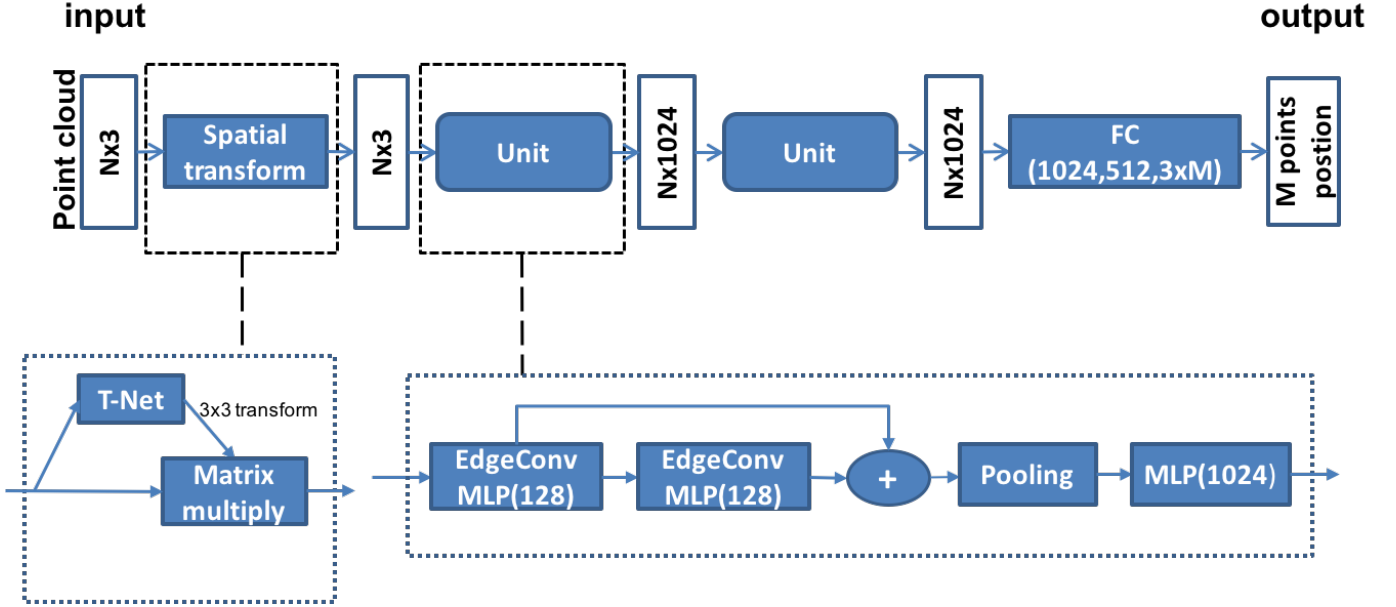 input
output
Point cloud
Nx3
Spatial
transform
Nx3
Unit
Nx1024
Unit
Nx1024
FC
(1024,512,3xM)
M points
postion
T-Net
3x3 transform
Matrix
multiply
EdgeConv
MLP(128)
EdgeConv
MLP(128)
+
Pooling
MLP(1024)